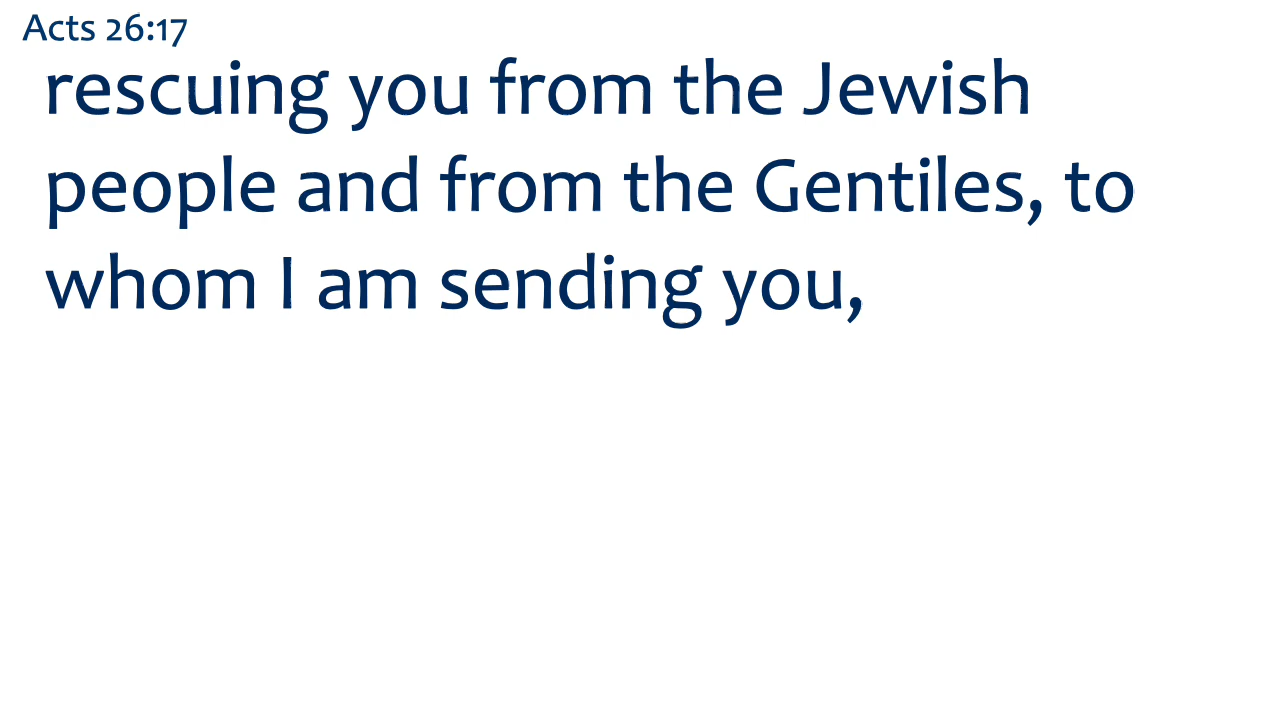 Acts 26:17
rescuing you from the Jewish
people and from the Gentiles, to
whom I am sending you,